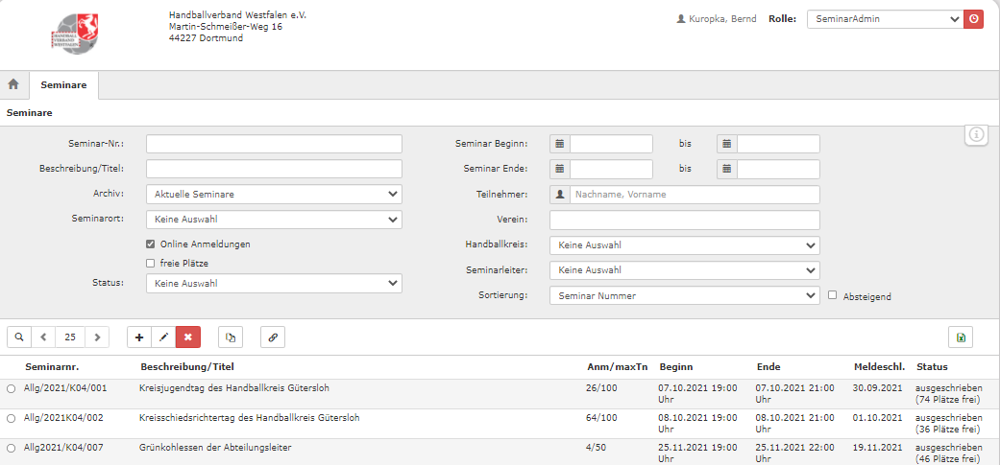 HANDBALL
VERBAND
WESTFALEN
Handballverband Westfalen e.V.
Martin-Schmeißer-Weg 16
44227 Dortmund
Kuropka, Bernd Rolle: SeminarAdmin
Seminare
Seminare
Seminar-Nr.: Seminar Beginn: bis
Beschreibung/Titel: Seminar Ende: bis
Archiv: Aktuelle Seminare Teilnehmer: Nachname, Vorname
Seminarort: Keine Auswahl Verein:
Online Anmeldungen Handballkreis: Keine Auswahl
freie Plätze Seminarleiter: Keine Auswahl
Status: Keine Auswahl Sortierung: Seminar Nummer Absteigend
25
Seminarnr. Beschreibung/Titel Anm/maxTn Beginn Ende Meldeschl. Status
Allg/2021/K04/001 Kreisjugendtag des Handballkreis Gütersloh 26/100 07.10.2021 19:00 07.10.2021 21:00 30.09.2021 ausgeschrieben
Uhr Uhr (74 Plätze frei)
Allg/2021K04/002 Kreisschiedsrichtertag des Handballkreis Gütersloh 64/100 08.10.2021 19:00 08.10.2021 21:00 01.10.2021 ausgeschrieben
Uhr Uhr (36 Plätze frei)
Allg2021/K04/007 Grünkohlessen der Abteilungsleiter 4/50 25.11.2021 19:00 25.11.2021 22:00 19.11.2021 ausgeschrieben
Uhr Uhr (46 Plätze frei)